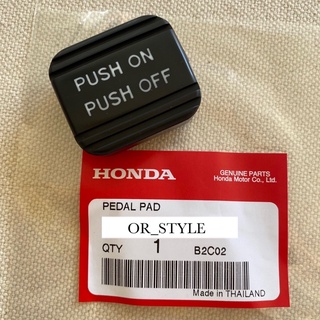 PUSH ON
PUSH OFF
HONDA
GENUINE PARTS
Honda Motor Co., Ltd.
PEDAL PAD
OR_STYLE
QTY 1 B2C02
Made in THAILAND